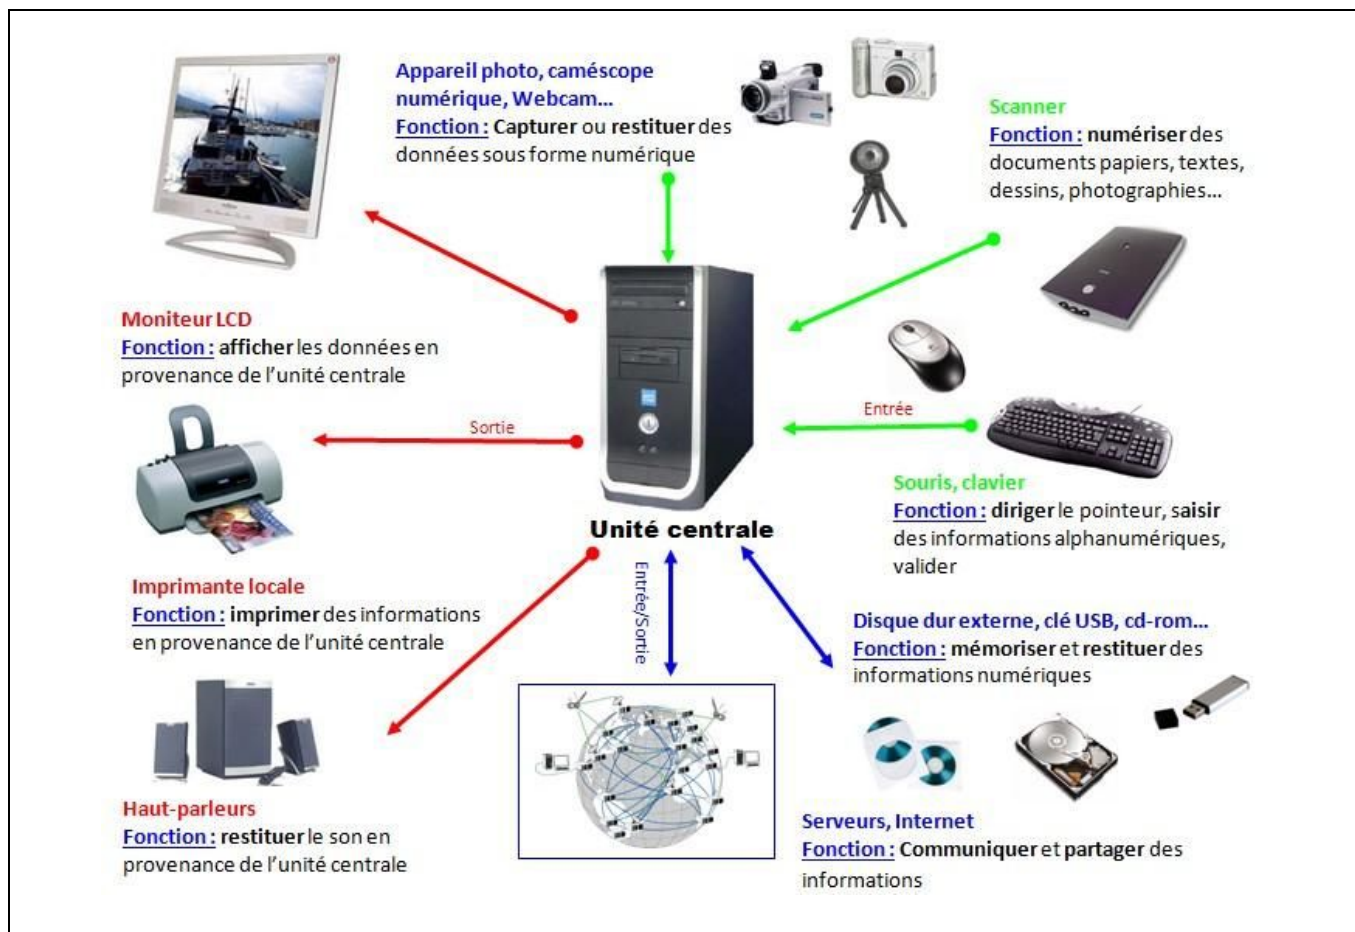 Appareil photo, caméscope
numérique, Webcam...
Fonction : Capturer ou restituer des
données sous forme numérique
Scanner
Fonction : numériser des
documents papiers, textes,
dessins, photographies...
Moniteur LCD
Fonction : afficher les données en
provenance de l'unité centrale
Sortie
Entrée
Souris, clavier
Fonction : diriger le pointeur, saisir
des informations alphanumériques,
valider
Unité centrale
Entrée/Sortie
Imprimante locale
Fonction : imprimer des informations
en provenance de l'unité centrale
Disque dur externe, clé USB, cd-rom...
Fonction : mémoriser et restituer des
informations numériques
Haut-parleurs
Fonction : restituer le son en
provenance de l'unité centrale
Serveurs, Internet
Fonction : Communiquer et partager des
informations